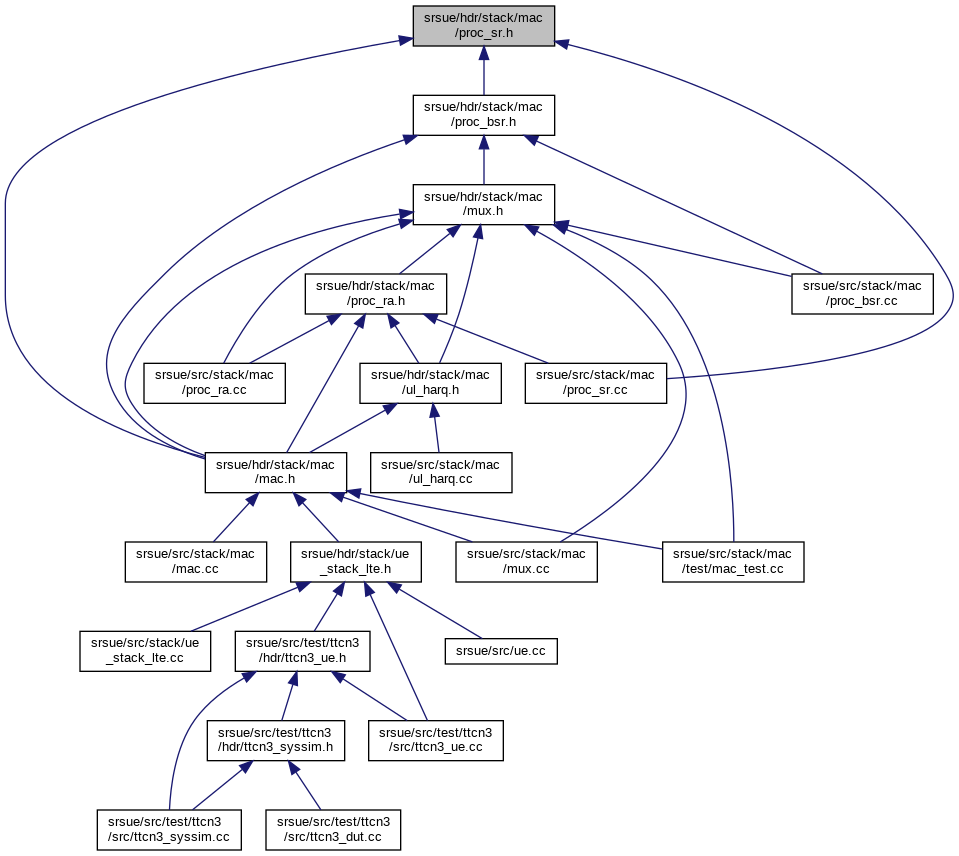 srsue/hdr/stack/mac
/proc_sr.h
srsue/hdr/stack/mac
/proc_bsr.h
srsue/hdr/stack/mac
/mux.h
srsue/hdr/stack/mac
/proc_ra.h
srsue/src/stack/mac
/proc_bsr.cc
srsue/src/stack/mac
/proc_ra.cc
srsue/hdr/stack/mac
/ul_harq.h
srsue/src/stack/mac
/proc_sr.cc
srsue/hdr/stack/mac
/mac.h
srsue/src/stack/mac
/ul_harq.cc
srsue/src/stack/mac
/mac.cc
srsue/hdr/stack/ue
_stack_lte.h
srsue/src/stack/mac
/mux.cc
srsue/src/stack/mac
/test/mac_test.cc
srsue/src/stack/ue
_stack_lte.cc
srsue/src/test/ttcn3
/hdr/ttcn3_ue.h
srsue/src/ue.cc
srsue/src/test/ttcn3
/hdr/ttcn3_syssim.h
srsue/src/test/ttcn3
/src/ttcn3_ue.cc
srsue/src/test/ttcn3
/src/ttcn3_syssim.cc
srsue/src/test/ttcn3
/src/ttcn3_dut.cc